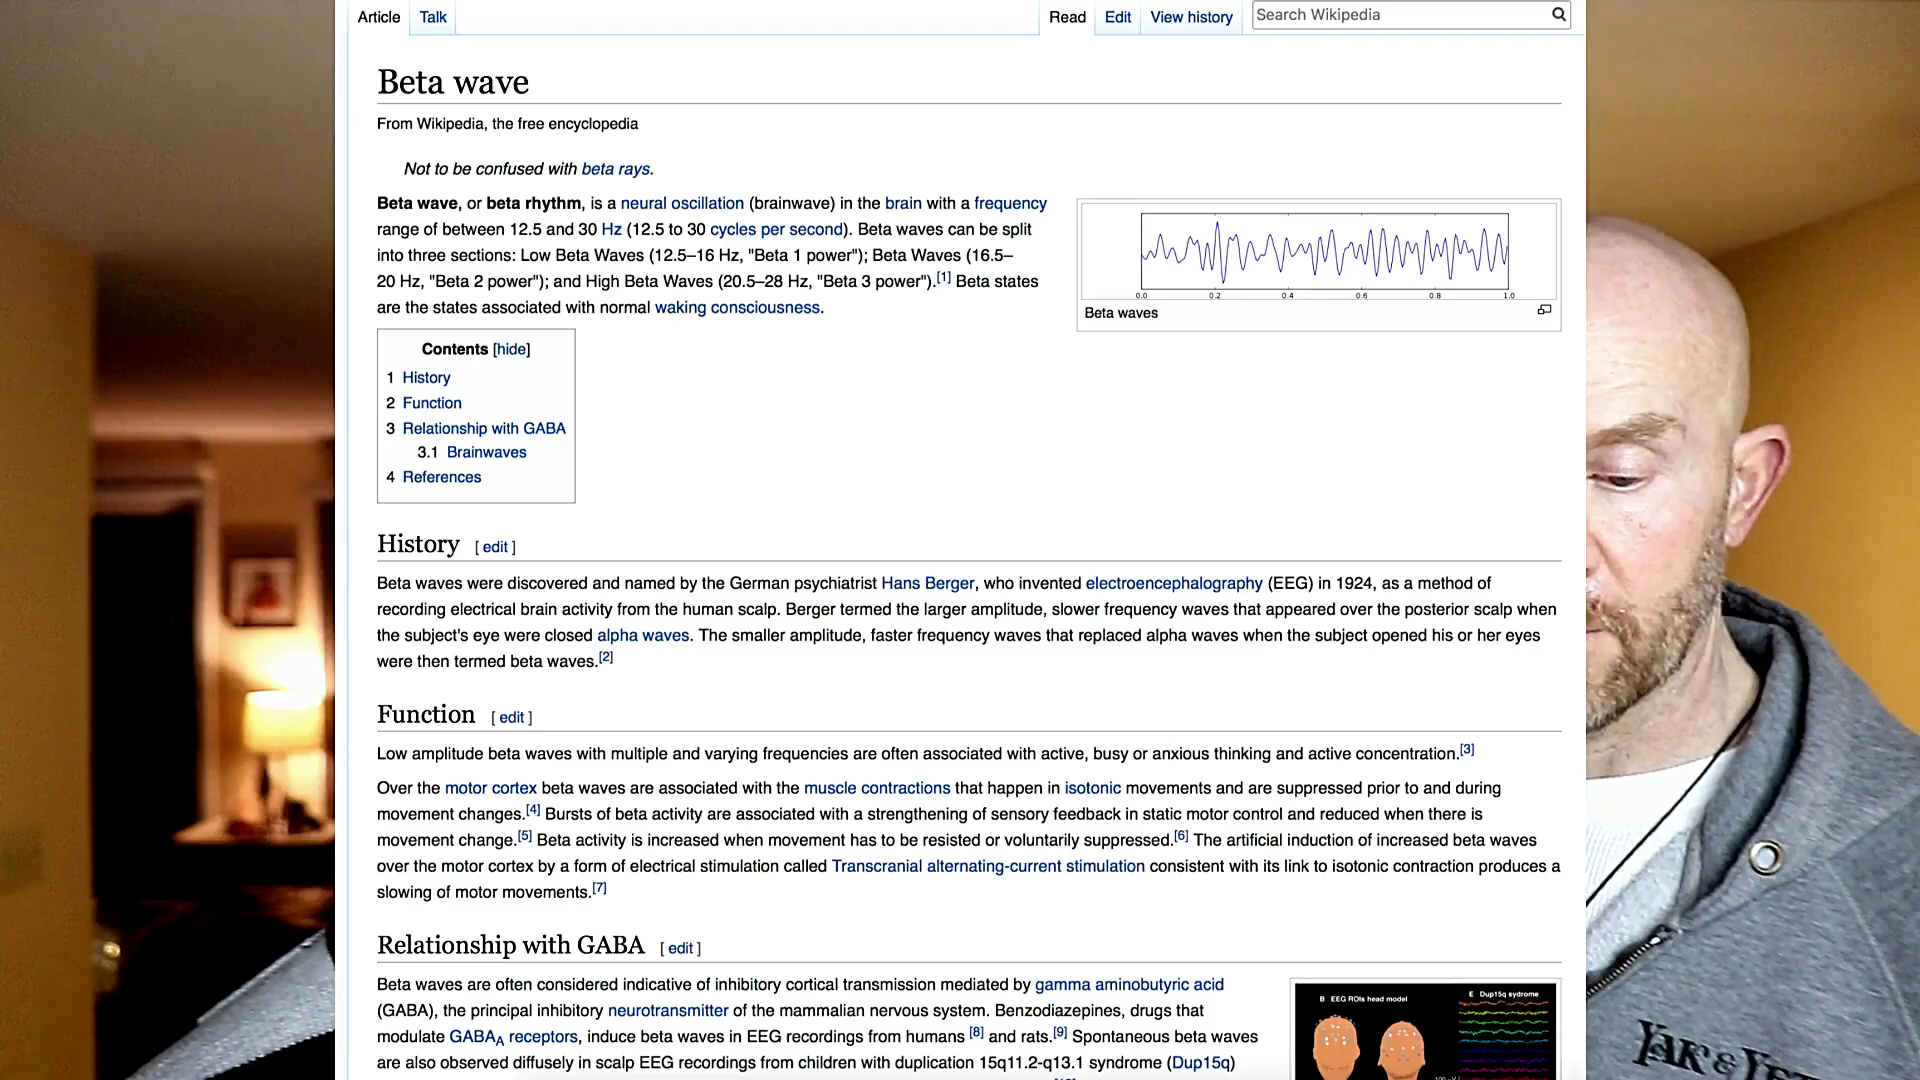 Article Talk Read Edit View history Search Wikipedia
Beta wave
From Wikipedia, the free encyclopedia
Not to be confused with beta rays.
Beta wave, or beta rhythm, is a neural oscillation (brainwave) in the brain with a frequency
range of between 12.5 and 30 Hz (12.5 to 30 cycles per second). Beta waves can be split
into three sections: Low Beta Waves (12.5–16 Hz, "Beta 1 power"); Beta Waves (16.5–
20 Hz, "Beta 2 power"); and High Beta Waves (20.5–28 Hz, "Beta 3 power").[1] Beta states
are the states associated with normal waking consciousness.
0.0 0.2 0.4 0.6 0.8 1.0
Beta waves
Contents [hide]
1 History
2 Function
3 Relationship with GABA
3.1 Brainwaves
4 References
History [ edit ]
Beta waves were discovered and named by the German psychiatrist Hans Berger, who invented electroencephalography (EEG) in 1924, as a method of
recording electrical brain activity from the human scalp. Berger termed the larger amplitude, slower frequency waves that appeared over the posterior scalp when
the subject's eye were closed alpha waves. The smaller amplitude, faster frequency waves that replaced alpha waves when the subject opened his or her eyes
were then termed beta waves.[2]
Function [ edit ]
Low amplitude beta waves with multiple and varying frequencies are often associated with active, busy or anxious thinking and active concentration.[3]
Over the motor cortex beta waves are associated with the muscle contractions that happen in isotonic movements and are suppressed prior to and during
movement changes.[4] Bursts of beta activity are associated with a strengthening of sensory feedback in static motor control and reduced when there is
movement change.[5] Beta activity is increased when movement has to be resisted or voluntarily suppressed.[6] The artificial induction of increased beta waves
over the motor cortex by a form of electrical stimulation called Transcranial alternating-current stimulation consistent with its link to isotonic contraction produces a
slowing of motor movements.[7]
Relationship with GABA [ edit ]
Beta waves are often considered indicative of inhibitory cortical transmission mediated by gamma aminobutyric acid
(GABA), the principal inhibitory neurotransmitter of the mammalian nervous system. Benzodiazepines, drugs that
modulate GABAA receptors, induce beta waves in EEG recordings from humans [8] and rats.[9] Spontaneous beta waves
are also observed diffusely in scalp EEG recordings from children with duplication 15q11.2-q13.1 syndrome (Dup15q)
B EEG ROIs head model
E Dup15q sydrome
YAK & YETI